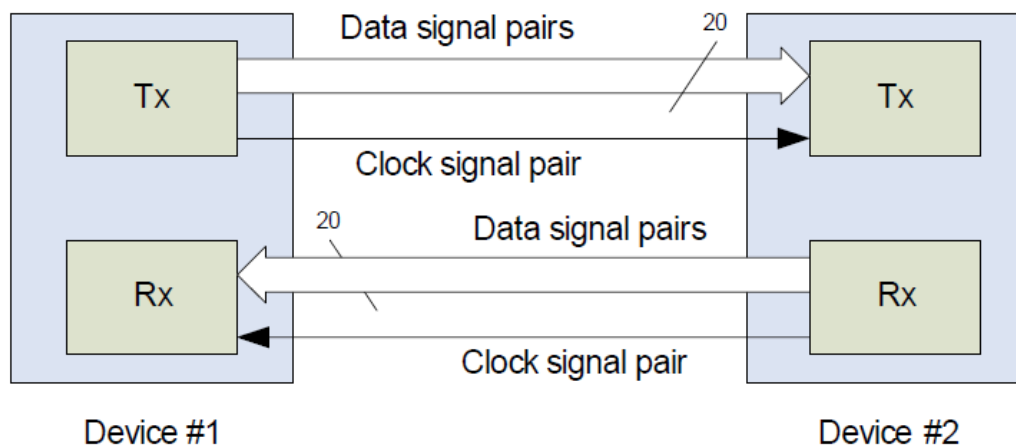 Data signal pairs
20
Tx
Tx
Clock signal pair
20
Data signal pairs
Rx
Rx
Clock signal pair
Device #1
Device #2